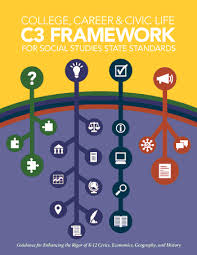 COLLEGE, CAREER & CIVIC LIFE
C3 FRAMEWORK
FOR SOCIAL STUDIES STATE STANDARDS
Guidance for Enhancing the Rigor of K-12 Civics, Economics, Geography, and History